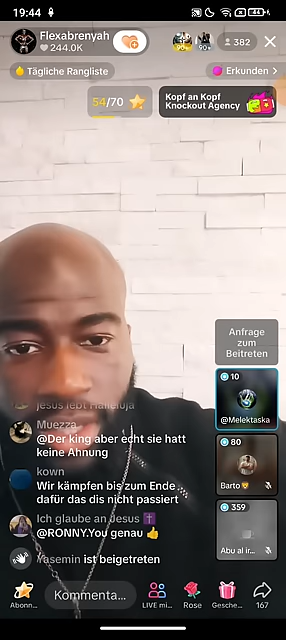 19:44
44
Flexabrenyah
244.0K
90
90
382
Tägliche Rangliste
Erkunden
54/70
Kopf an Kopf
Knockout Agency
Anfrage
zum
Beitreten
10
@Melektaska
jesus lebt Halleluja
Muezza
@Der king aber echt sie hatt
keine Ahnung
80
Barto
kown
Wir kämpfen bis zum Ende
dafür das dis nicht passiert
359
Abu al ir...
Ich glaube an Jesus
@RONNY.You genau
Yasemin ist beigetreten
Abonn...
Kommenta...
LIVE mi...
Rose
Gesche...
167